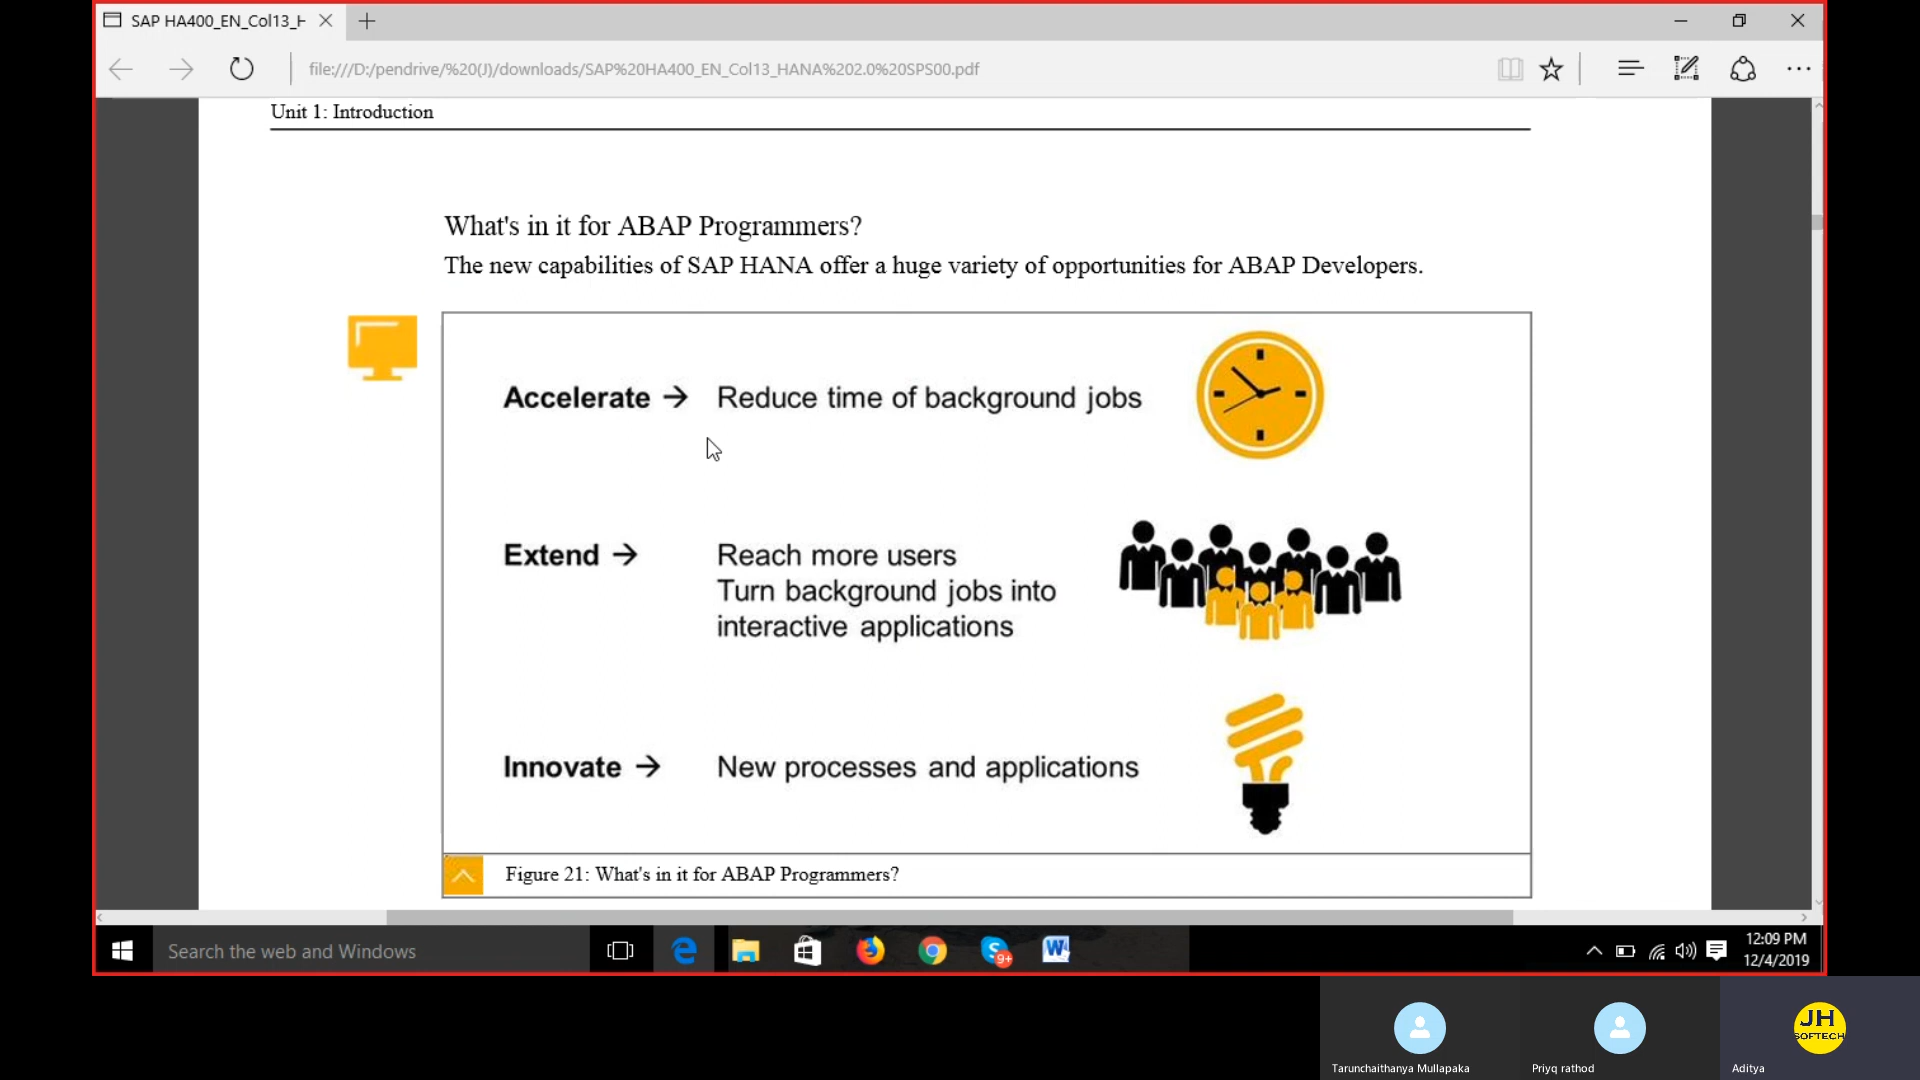 SAP HA400_EN_Col13_H
file:///D:/pendrive/%20(J)/downloads/SAP%20HA400_EN_Col13_HANA%202.0%20SPS00.pdf
Unit 1: Introduction
What's in it for ABAP Programmers?
The new capabilities of SAP HANA offer a huge variety of opportunities for ABAP Developers.
Accelerate → Reduce time of background jobs
Extend → Reach more users
Turn background jobs into
interactive applications
Innovate → New processes and applications
Figure 21: What's in it for ABAP Programmers?
Search the web and Windows
9+
12:09 PM
12/4/2019
JH
SOFTECH
Tarunchaithanya Mullapaka
Priyq rathod
Aditya